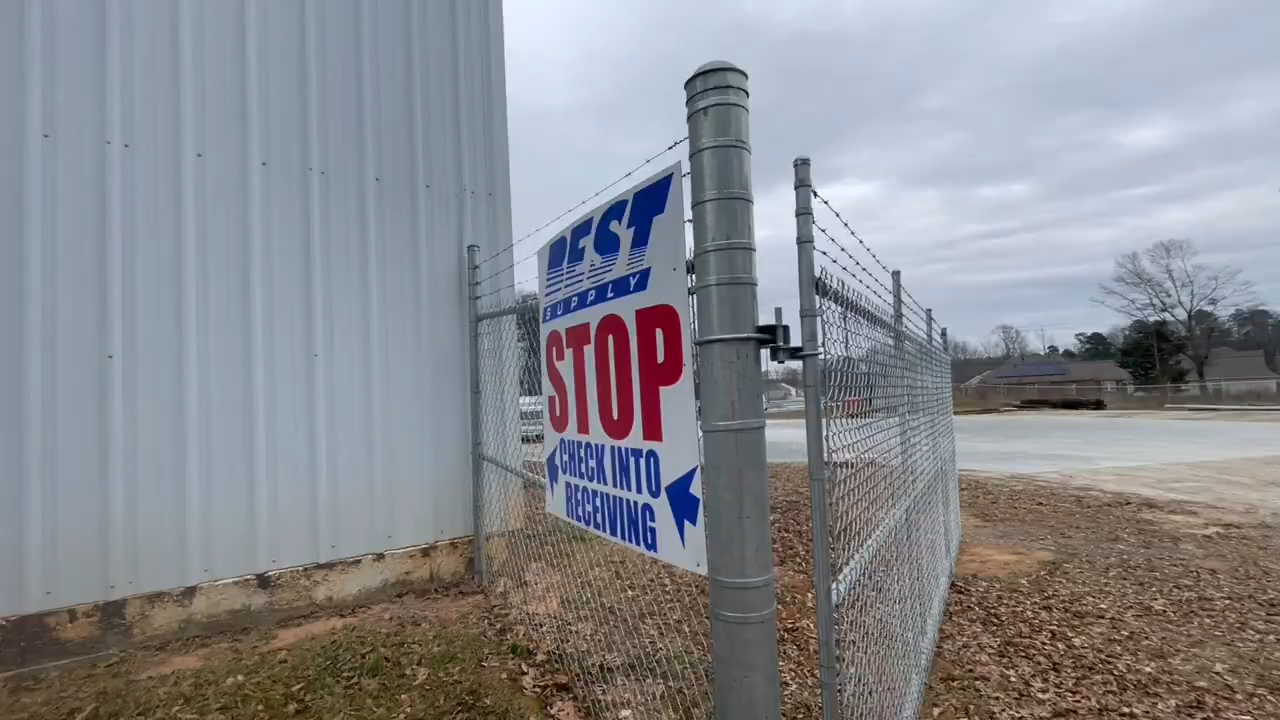 BEST
SUPPLY
STOP
CHECK INTO
RECEIVING